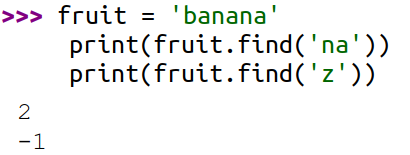 >>> fruit = 'banana'
print(fruit.find('na'))
print(fruit.find('z'))
2
-1